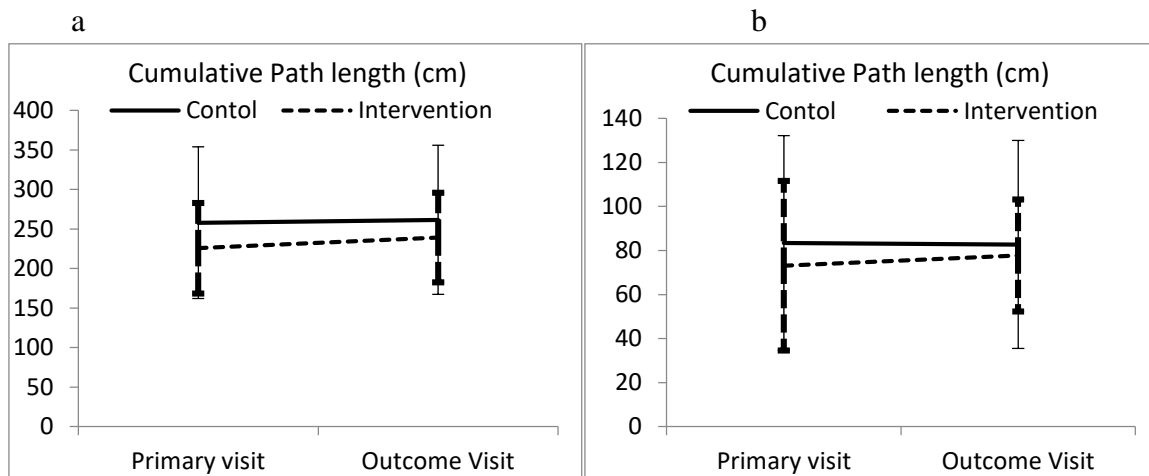 a
Cumulative Path length (cm)
Contol Intervention
400
350
300
250
200
150
100
50
0
Primary visit Outcome Visit
b
Cumulative Path length (cm)
Contol Intervention
140
120
100
80
60
40
20
0
Primary visit Outcome Visit